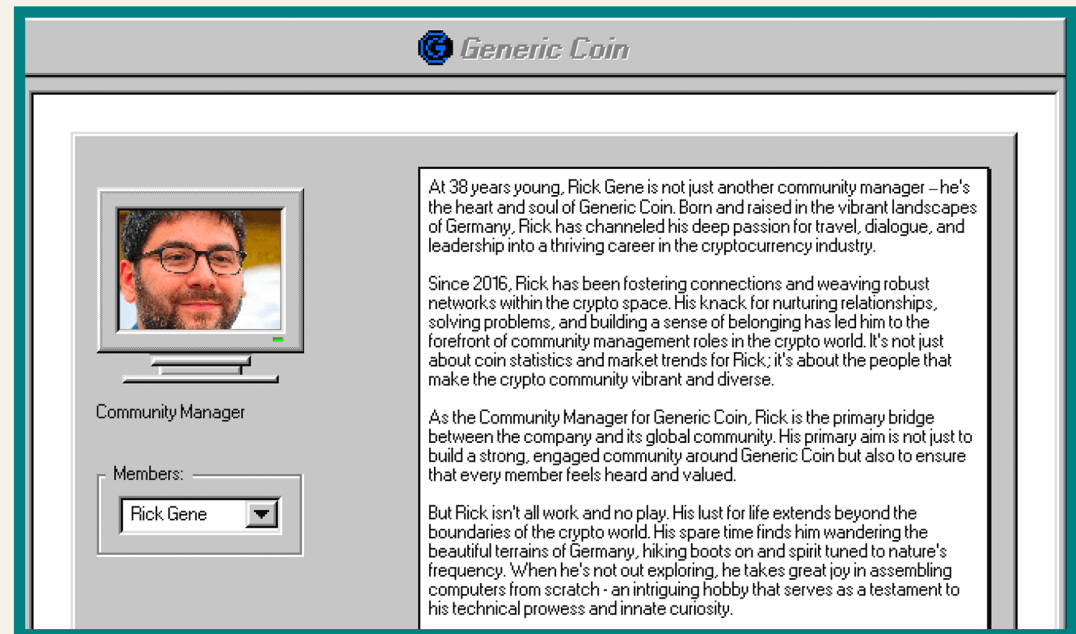 Generic Coin
Community Manager
Members:
Rick Gene
At 38 years young, Rick Gene is not just another community manager – he's
the heart and soul of Generic Coin. Born and raised in the vibrant landscapes
of Germany, Rick has channeled his deep passion for travel, dialogue, and
leadership into a thriving career in the cryptocurrency industry.
Since 2016, Rick has been fostering connections and weaving robust
networks within the crypto space. His knack for nurturing relationships,
solving problems, and building a sense of belonging has led him to the
forefront of community management roles in the crypto world. It's not just
about coin statistics and market trends for Rick; it's about the people that
make the crypto community vibrant and diverse.
As the Community Manager for Generic Coin, Rick is the primary bridge
between the company and its global community. His primary aim is not just to
build a strong, engaged community around Generic Coin but also to ensure
that every member feels heard and valued.
But Rick isn't all work and no play. His lust for life extends beyond the
boundaries of the crypto world. His spare time finds him wandering the
beautiful terrains of Germany, hiking boots on and spirit tuned to nature's
frequency. When he's not out exploring, he takes great joy in assembling
computers from scratch - an intriguing hobby that serves as a testament to
his technical prowess and innate curiosity.